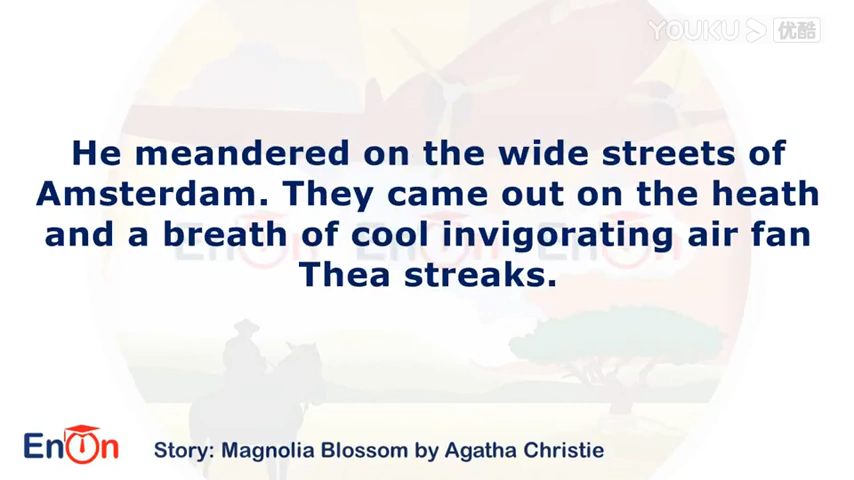 YOUKU 优酷
He meandered on the wide streets of
Amsterdam. They came out on the heath
and a breath of cool invigorating air fan
Thea streaks.
EnOn
Story: Magnolia Blossom by Agatha Christie